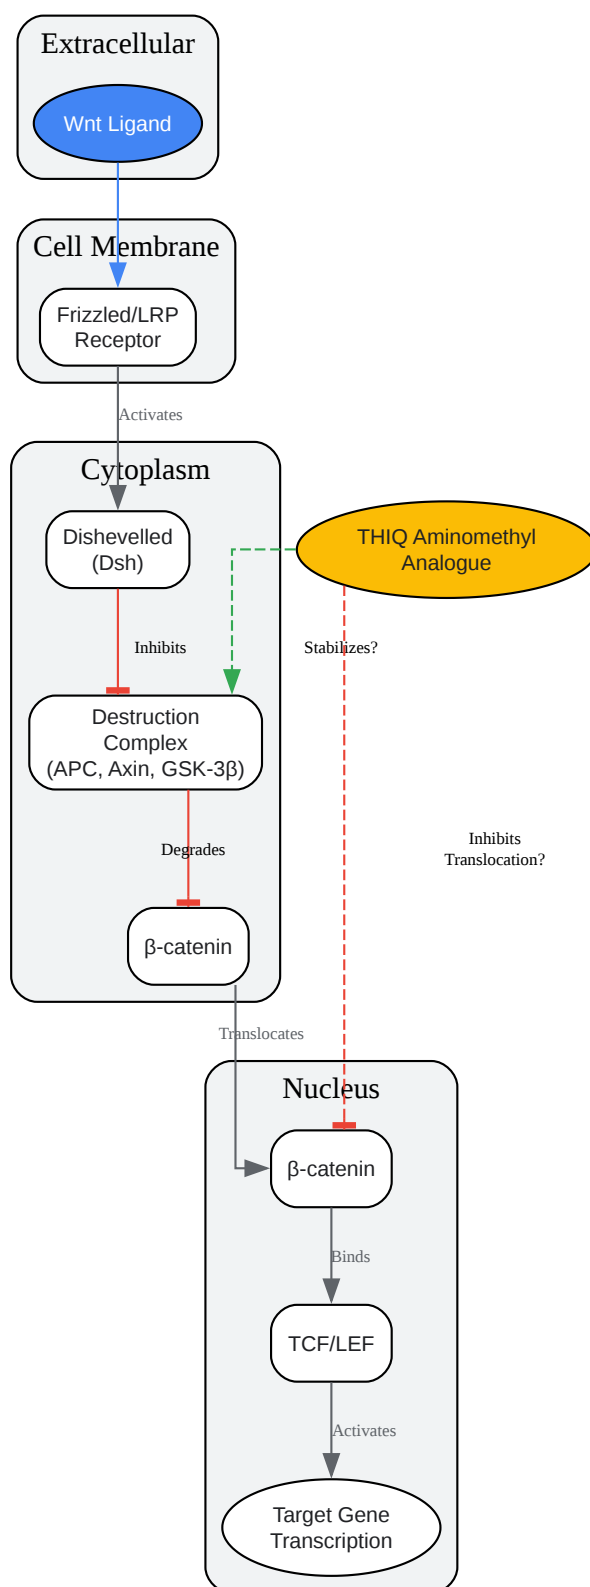 Extracellular
Wnt Ligand
Cell Membrane
Frizzled/LRP
Receptor
Activates
Cytoplasm
Dishevelled
(Dsh)
THIQ Aminomethyl
Analogue
Inhibits
Stabilizes?
Destruction
Complex
(APC, Axin, GSK-3β)
Degrades
Inhibits
Translocation?
β-catenin
Translocates
Nucleus
β-catenin
Binds
TCF/LEF
Activates
Target Gene
Transcription